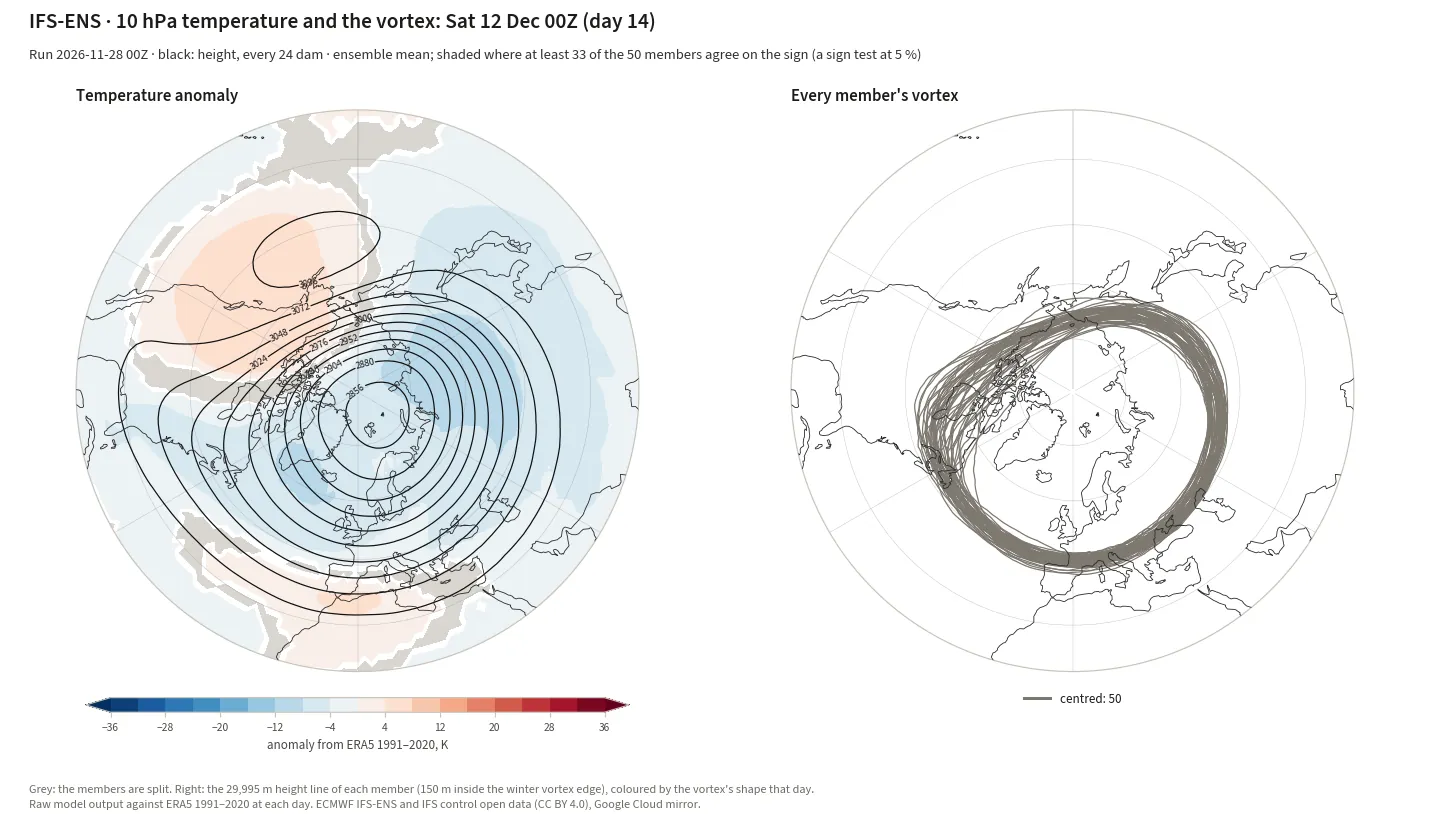 IFS-ENS · 10 hPa temperature and the vortex: Sat 12 Dec 00Z (day 14)
Run 2026-11-28 00Z · black: height, every 24 dam · ensemble mean; shaded where at least 33 of the 50 members agree on the sign (a sign test at 5 %)
Temperature anomaly
Every member's vortex
3096
3072
3048
3024
3000
2976
2952
2904
2880
2856
centred: 50
−36 −28 −20 −12 −4 4 12 20 28 36
anomaly from ERA5 1991–2020, K
Grey: the members are split. Right: the 29,995 m height line of each member (150 m inside the winter vortex edge), coloured by the vortex's shape that day.
Raw model output against ERA5 1991–2020 at each day. ECMWF IFS-ENS and IFS control open data (CC BY 4.0), Google Cloud mirror.